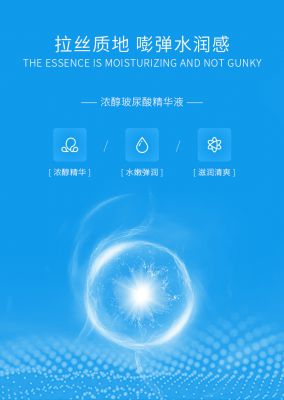 拉丝质地 嘭弹水润感
THE ESSENCE IS MOISTURIZING AND NOT GUNKY
浓醇玻尿酸精华液
/ /
[ 浓醇精华 ] [ 水嫩弹润 ] [ 滋润清爽 ]